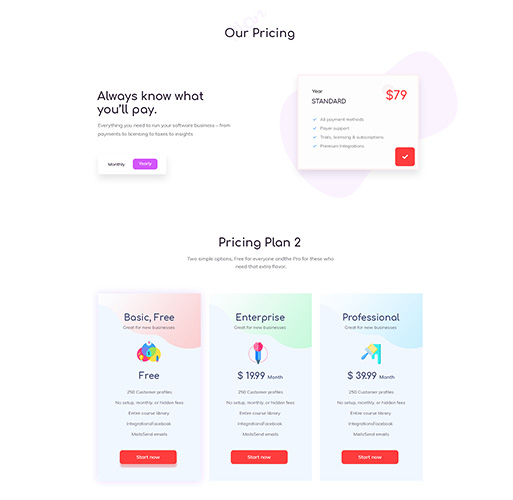 Plan
Our Pricing
Always know what
you'll pay.
Everything you need to run your software business – from
payments to licensing to taxes to insights
Monthly
Yearly
Year
$79
STANDARD
All payment methods
Payer support
Trials, licensing & subscriptions
Premium Integrations
Pricing Plan 2
Two simple options, Free for everyone andthe Pro for these who
need that extra flavor.
Basic, Free
Great for new businesses
Free
250 Customer profiles
No setup, monthly, or hidden fees
Entire course library
IntegrationsFacebook
MailsSend emails
Start now
Enterprise
Great for new businesses
$ 19.99 Month
250 Customer profiles
No setup, monthly, or hidden fees
Entire course library
IntegrationsFacebook
MailsSend emails
Start now
Professional
Great for new businesses
$ 39.99 Month
250 Customer profiles
No setup, monthly, or hidden fees
Entire course library
IntegrationsFacebook
MailsSend emails
Start now